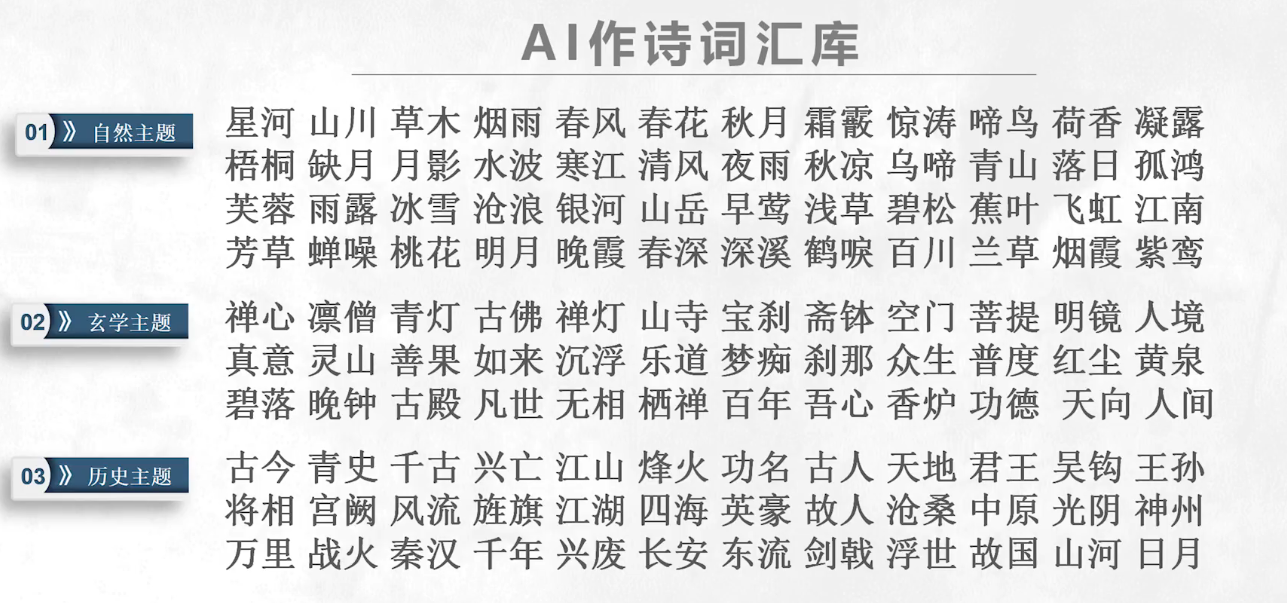 AI作诗词汇库
01 》 自然主题
星河 山川 草木 烟雨 春风 春花 秋月 霜霰 惊涛 啼鸟 荷香 凝露
梧桐 缺月 月影 水波 寒江 清风 夜雨 秋凉 乌啼 青山 落日 孤鸿
芙蓉 雨露 冰雪 沧浪 银河 山岳 早莺 浅草 碧松 蕉叶 飞虹 江南
芳草 蝉噪 桃花 明月 晚霞 春深 深溪 鹤唳 百川 兰草 烟霞 紫鸾
02 》 玄学主题
禅心 凛僧 青灯 古佛 禅灯 山寺 宝刹 斋钵 空门 菩提 明镜 人境
真意 灵山 善果 如来 沉浮 乐道 梦痴 刹那 众生 普度 红尘 黄泉
碧落 晚钟 古殿 凡世 无相 栖禅 百年 吾心 香炉 功德 天向 人间
03 》 历史主题
古今 青史 千古 兴亡 江山 烽火 功名 古人 天地 君王 吴钩 王孙
将相 宫阙 风流 旌旗 江湖 四海 英豪 故人 沧桑 中原 光阴 神州
万里 战火 秦汉 千年 兴废 长安 东流 剑戟 浮世 故国 山河 日月